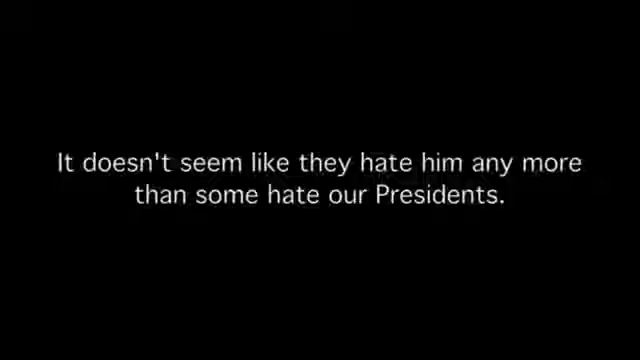 It doesn't seem like they hate him any more
than some hate our Presidents.